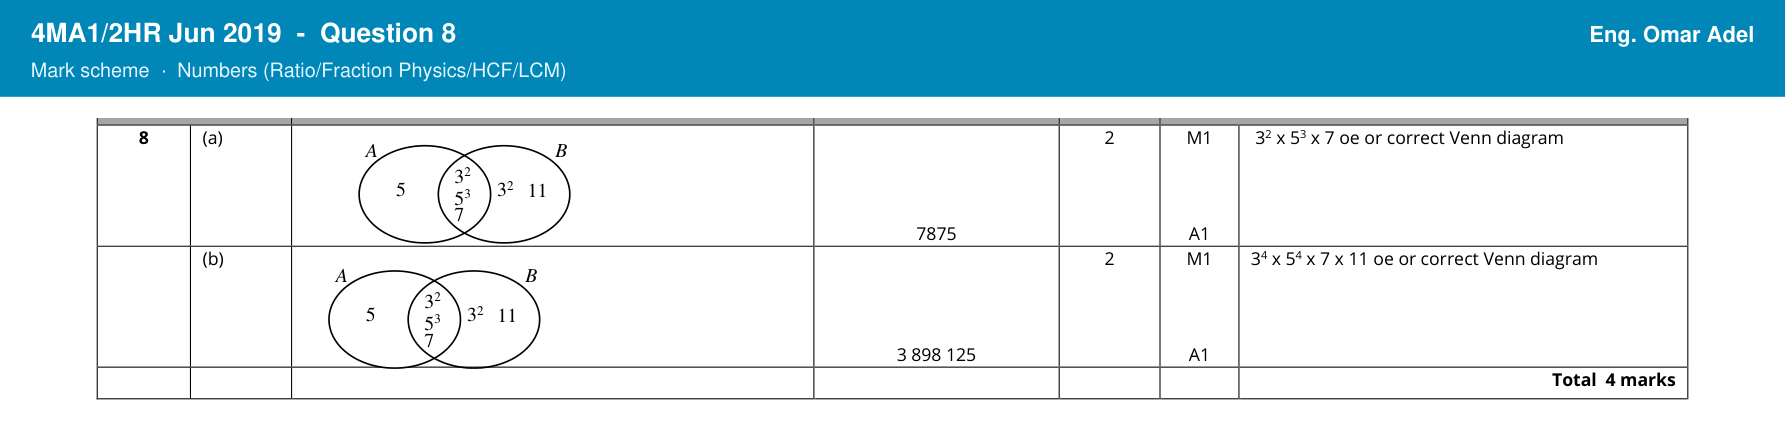 4MA1/2HR Jun 2019 - Question 8
Eng. Omar Adel
Mark scheme · Numbers (Ratio/Fraction Physics/HCF/LCM)
8 (a) 2 M1 3² x 5³ x 7 oe or correct Venn diagram
A B
3²
5 5³ 3² 11
7
7875 A1
(b) 2 M1 3⁴ x 5⁴ x 7 x 11 oe or correct Venn diagram
A B
3²
5 5³ 3² 11
7
3 898 125 A1
Total 4 marks